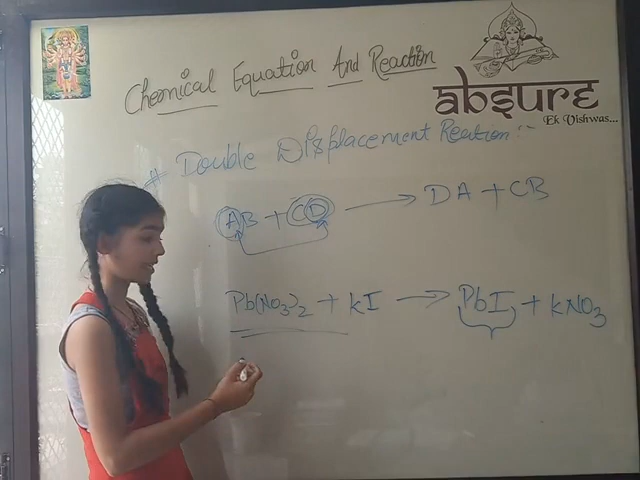 Chemical Equation And Reaction
absure
Ek Vishwas...
# Double Displacement Reaction :-
AB + CD → DA + CB
Pb(NO3)2 + kI → PbI + kNO3